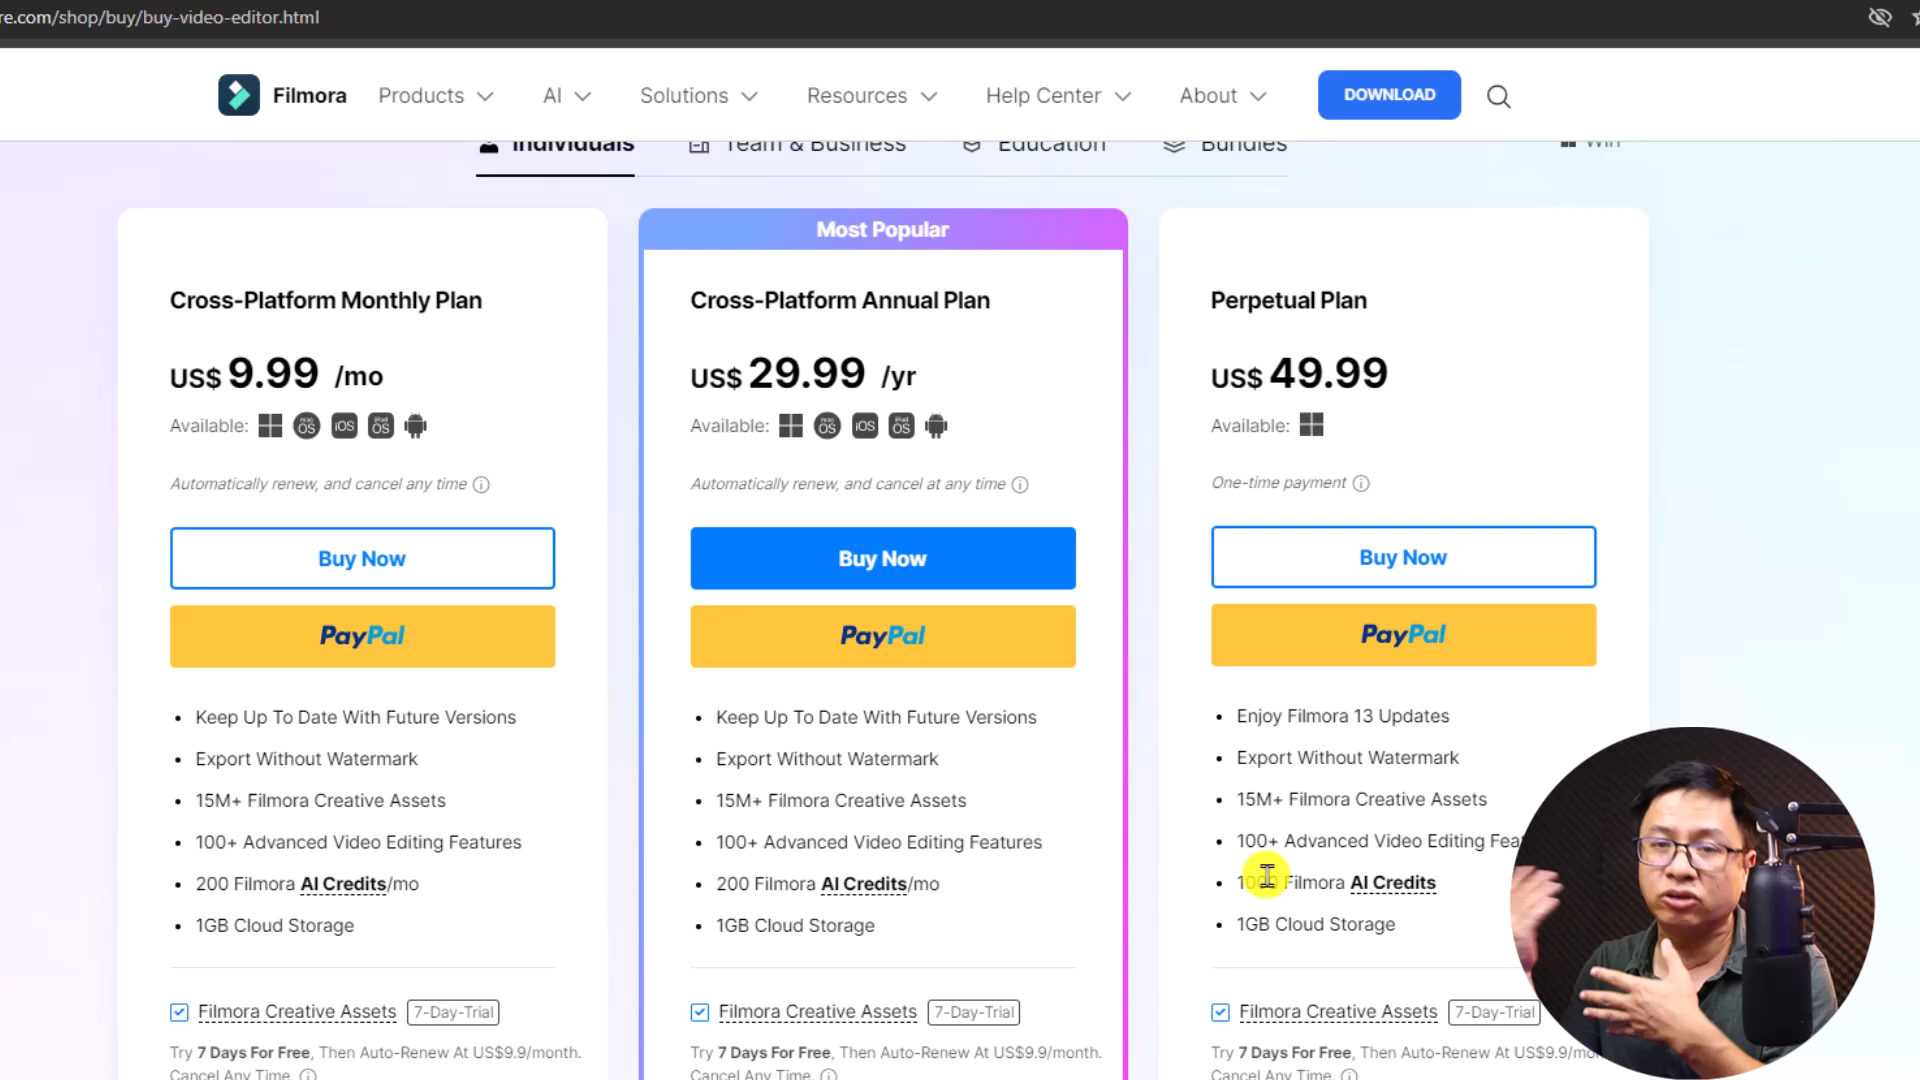 re.com/shop/buy/buy-video-editor.html
Filmora
Products
AI
Solutions
Resources
Help Center
About
DOWNLOAD
Individuals
Team & Business
Education
Bundles
Win
Most Popular
Cross-Platform Monthly Plan
US$ 9.99 /mo
Available:
Automatically renew, and cancel any time
Buy Now
PayPal
Keep Up To Date With Future Versions
Export Without Watermark
15M+ Filmora Creative Assets
100+ Advanced Video Editing Features
200 Filmora AI Credits/mo
1GB Cloud Storage
Filmora Creative Assets 7-Day-Trial
Try 7 Days For Free, Then Auto-Renew At US$9.9/month.
Cancel Any Time.
Cross-Platform Annual Plan
US$ 29.99 /yr
Available:
Automatically renew, and cancel at any time
Buy Now
PayPal
Keep Up To Date With Future Versions
Export Without Watermark
15M+ Filmora Creative Assets
100+ Advanced Video Editing Features
200 Filmora AI Credits/mo
1GB Cloud Storage
Filmora Creative Assets 7-Day-Trial
Try 7 Days For Free, Then Auto-Renew At US$9.9/month.
Cancel Any Time.
Perpetual Plan
US$ 49.99
Available:
One-time payment
Buy Now
PayPal
Enjoy Filmora 13 Updates
Export Without Watermark
15M+ Filmora Creative Assets
100+ Advanced Video Editing Fea
1000 Filmora AI Credits
1GB Cloud Storage
Filmora Creative Assets 7-Day-Trial
Try 7 Days For Free, Then Auto-Renew At US$9.9/mo
Cancel Any Time.